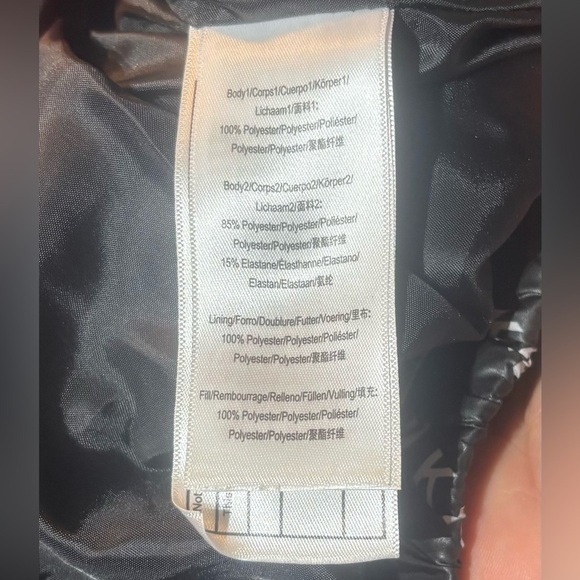 Body1/Corps1/Cuerpo1/Körper1/
Lichaam1/面料1:
100% Polyester/Polyester/Poliéster/
Polyester/Polyester/聚酯纤维
Body2/Corps2/Cuerpo2/Körper2/
Lichaam2/面料2:
85% Polyester/Polyester/Poliéster/
Polyester/Polyester/聚酯纤维
15% Elastane/Élasthanne/Elastano/
Elastan/Elastaan/氨纶
Lining/Forro/Doublure/Futter/Voering/里布:
100% Polyester/Polyester/Poliéster/
Polyester/Polyester/聚酯纤维
Fill/Rembourrage/Relleno/Füllen/Vulling/填充:
100% Polyester/Polyester/Poliéster/
Polyester/Polyester/聚酯纤维
Not
This
K